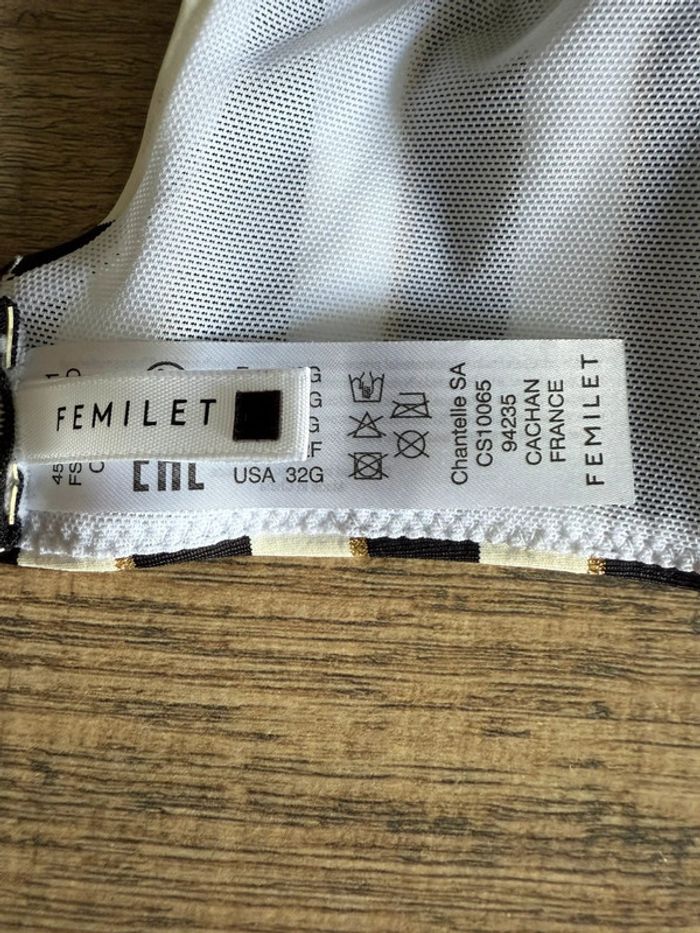 FEMILET
EAC
USA 32G
Chantelle SA
CS10065
94235
CACHAN
FRANCE
FEMILET